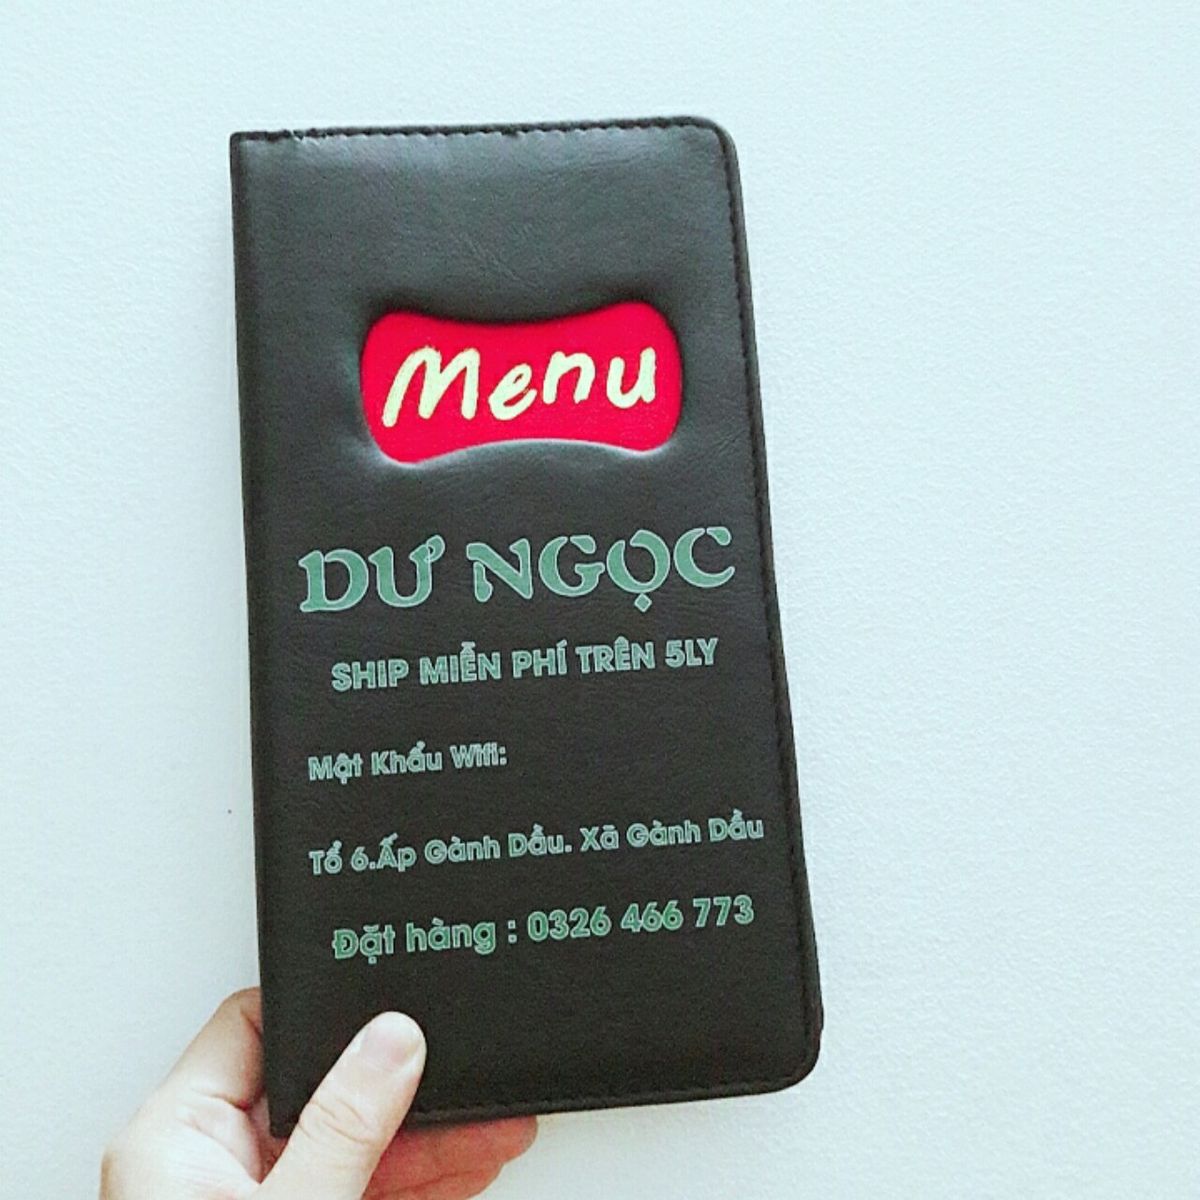 Menu
DƯ NGỌC
SHIP MIỄN PHÍ TRÊN 5LY
Mật Khẩu Wifi:
Tổ 6.Ấp Gành Dầu. Xã Gành Dầu
Đặt hàng : 0326 466 773